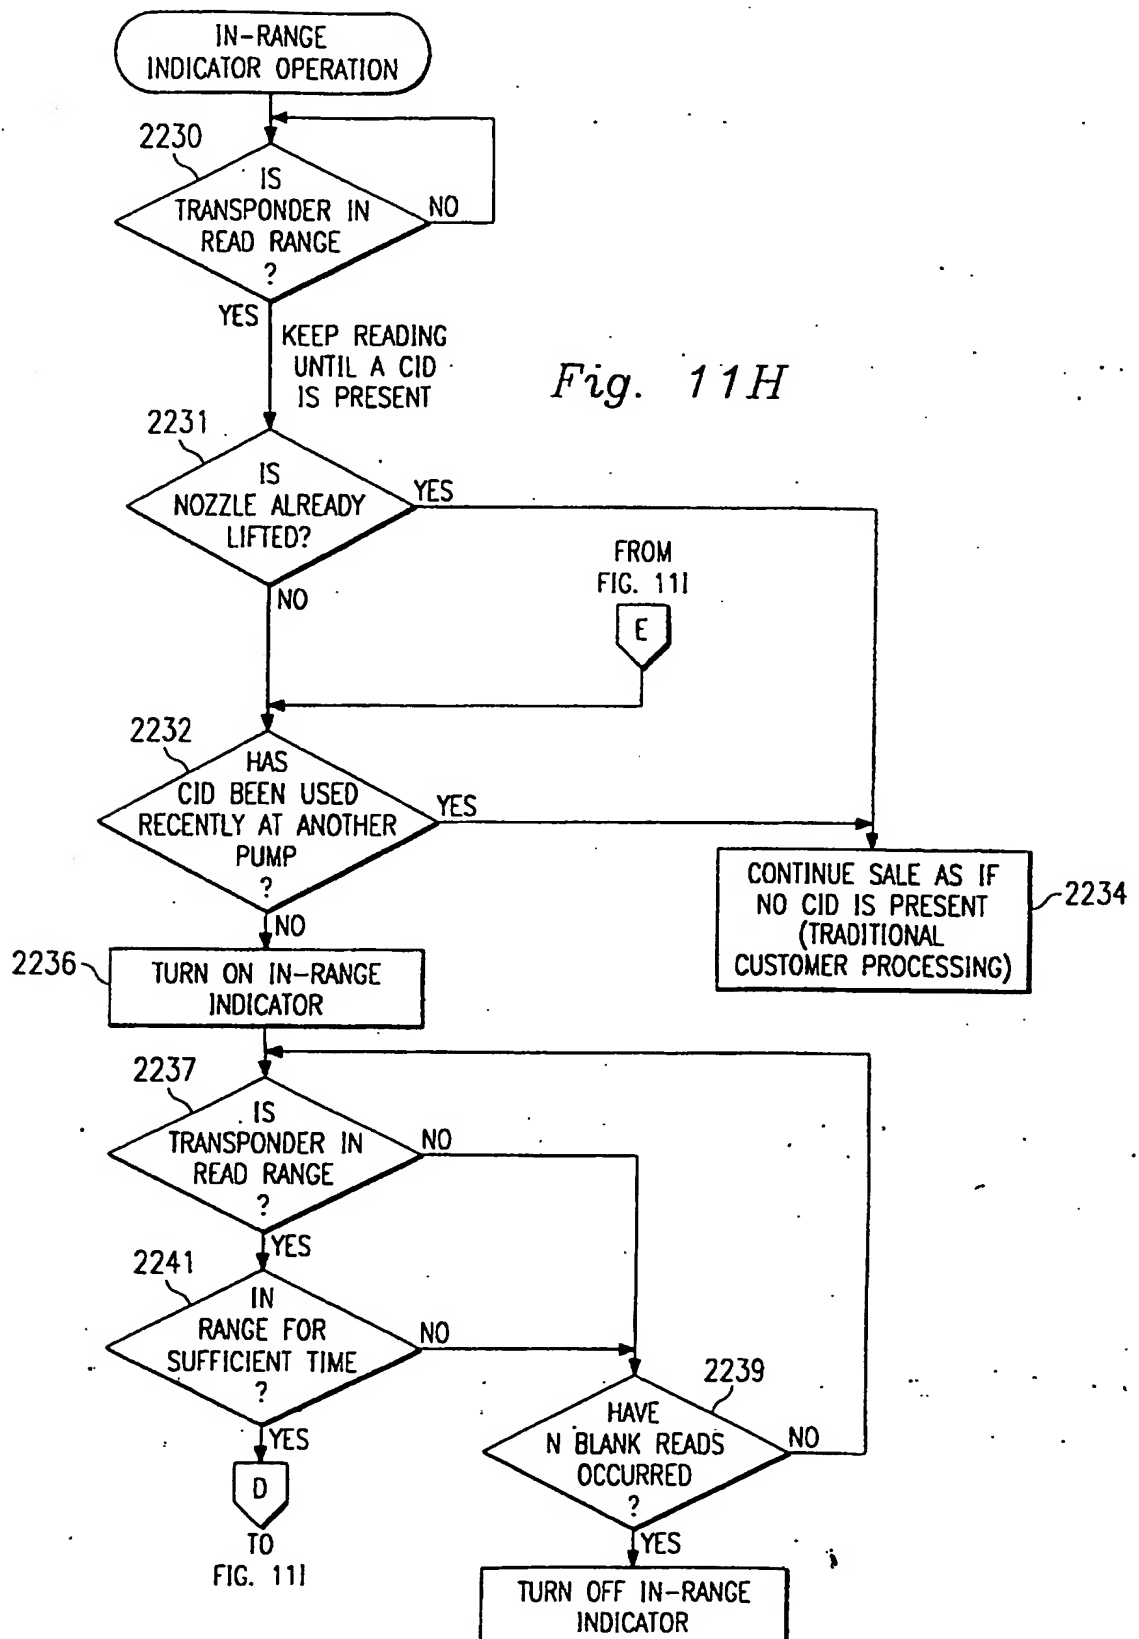 IN-RANGE
INDICATOR OPERATION
2230
IS
TRANSPONDER IN
READ RANGE
?
NO
YES
KEEP READING
UNTIL A CID
IS PRESENT
Fig. 11H
2231
IS
NOZZLE ALREADY
LIFTED?
YES
NO
FROM
FIG. 11I
E
2232
HAS
CID BEEN USED
RECENTLY AT ANOTHER
PUMP
?
YES
NO
CONTINUE SALE AS IF
NO CID IS PRESENT
(TRADITIONAL
CUSTOMER PROCESSING)
2234
2236
TURN ON IN-RANGE
INDICATOR
2237
IS
TRANSPONDER IN
READ RANGE
?
NO
YES
2241
IN
RANGE FOR
SUFFICIENT TIME
?
NO
YES
D
TO
FIG. 11I
2239
HAVE
N BLANK READS
OCCURRED
?
NO
YES
TURN OFF IN-RANGE
INDICATOR